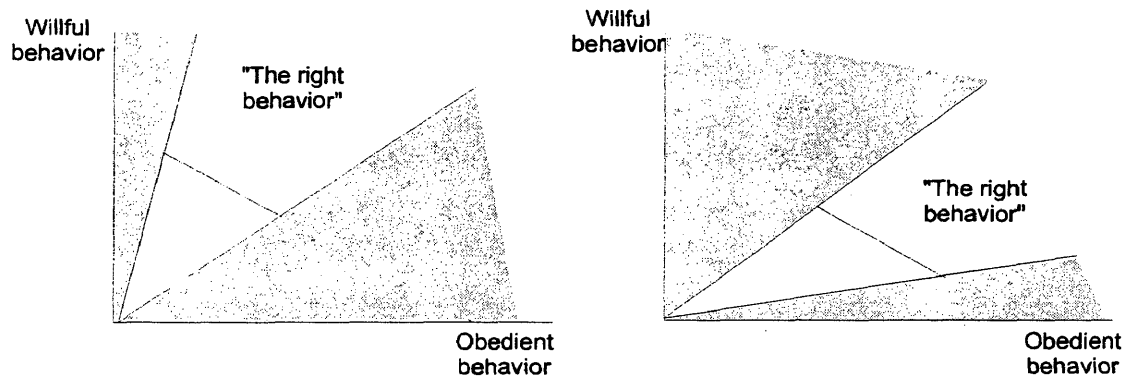 Willful
behavior
"The right
behavior"
Obedient
behavior
Willful
behavior
"The right
behavior"
Obedient
behavior